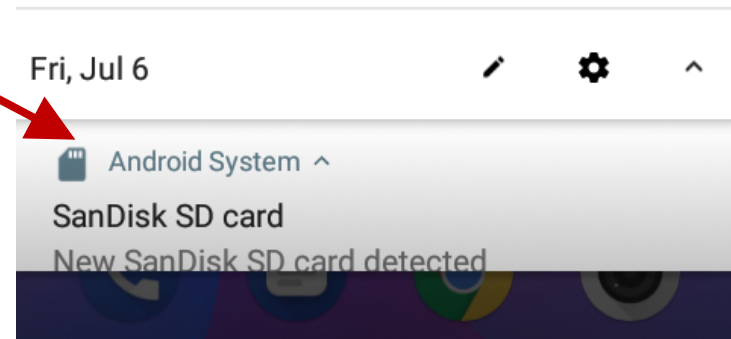 Fri, Jul 6
Android System
SanDisk SD card
New SanDisk SD card detected